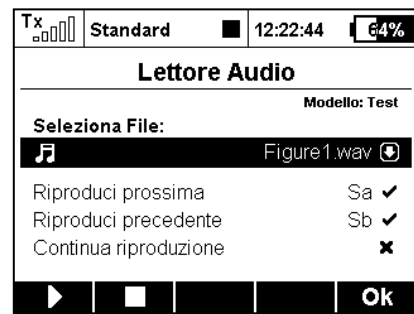 Tx Standard 12:22:44 64%
Lettore Audio
Modello: Test
Seleziona File:
Figure1.wav
Riproduci prossima Sa
Riproduci precedente Sb
Continua riproduzione
Ok